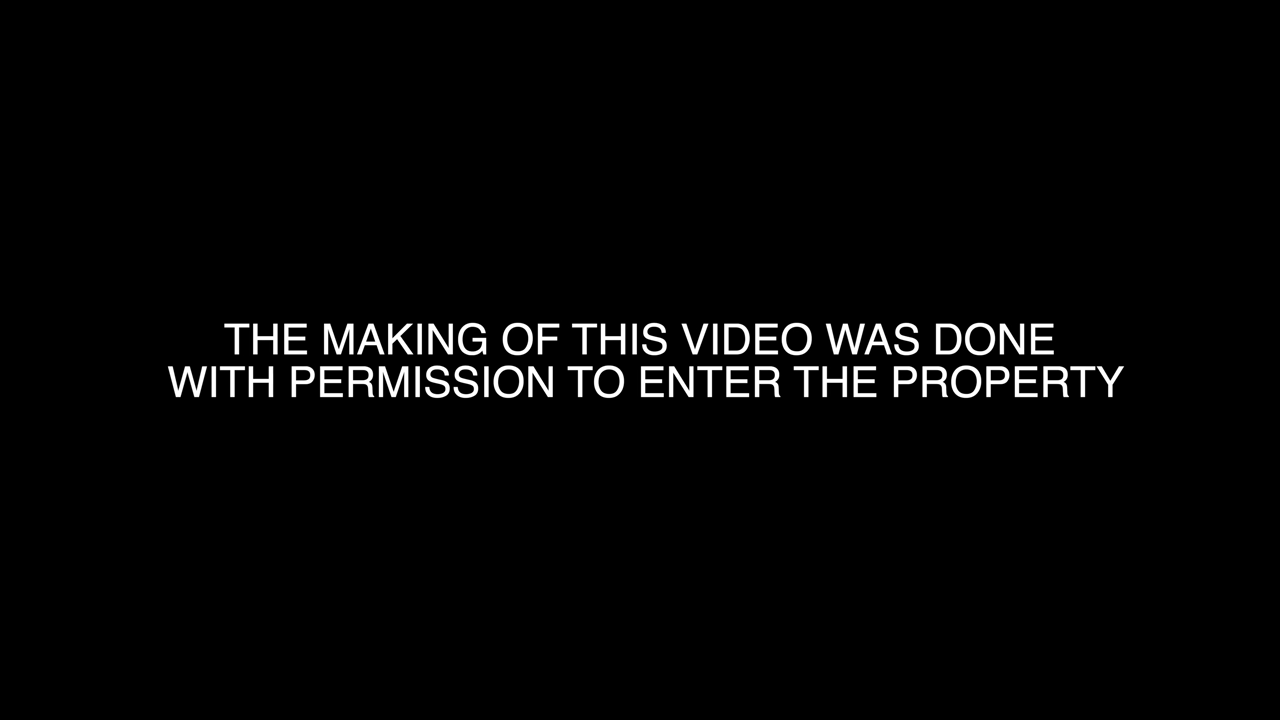 THE MAKING OF THIS VIDEO WAS DONE
WITH PERMISSION TO ENTER THE PROPERTY